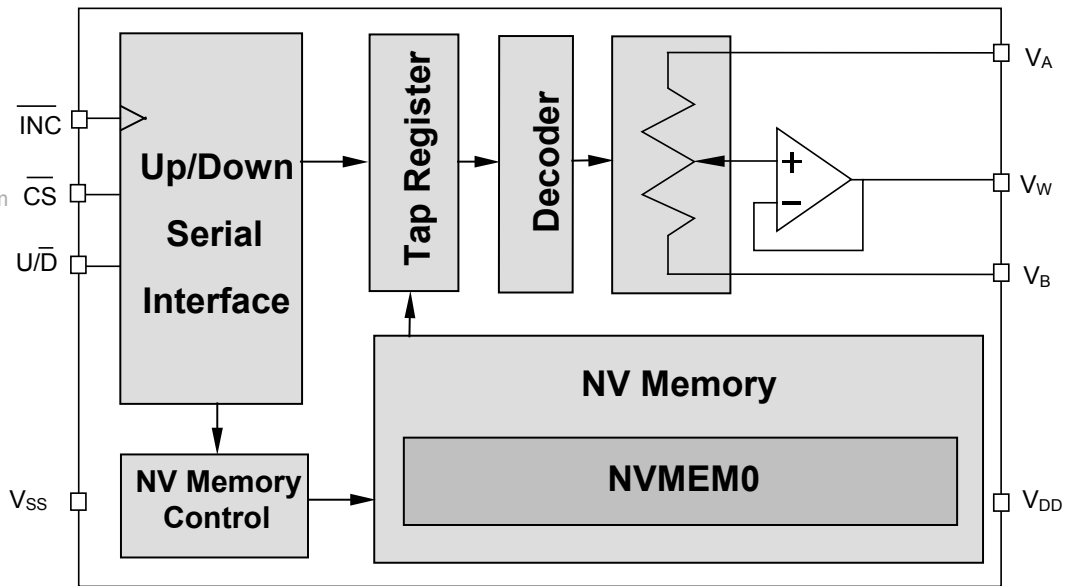 INC
CS
U/D
Up/Down
Serial
Interface
Tap Register
Decoder
+
−
V_A
V_W
V_B
NV Memory
NVMEM0
NV Memory
Control
V_SS
V_DD